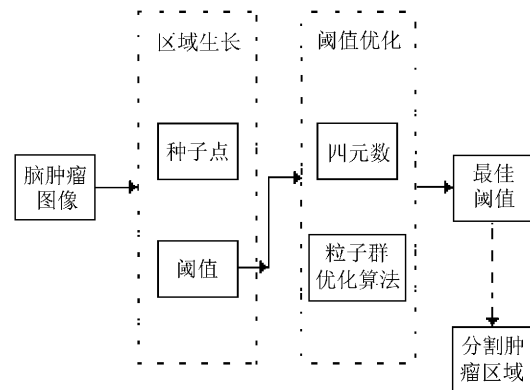 区域生长
阈值优化
种子点
四元数
脑肿瘤
图像
最佳
阈值
阈值
粒子群
优化算法
分割肿
瘤区域